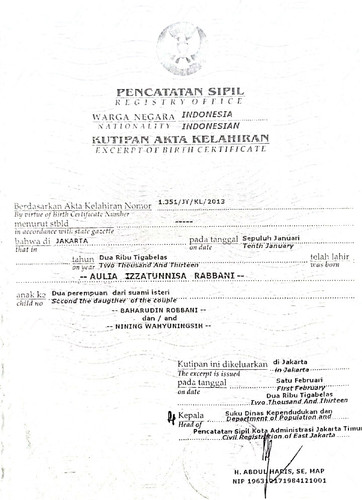 PENCATATAN SIPIL
REGISTRY OFFICE
WARGA NEGARA INDONESIA
NATIONALITY INDONESIAN
KUTIPAN AKTA KELAHIRAN
EXCERPT OF BIRTH CERTIFICATE
Berdasarkan Akta Kelahiran Nomor 1.351/JY/KL/2013
By virtue of Birth Certificate Number
menurut stbld -----
in accordance with state gazette
bahwa di JAKARTA pada tanggal Sepuluh Januari
that in on date Tenth January
tahun Dua Ribu Tigabelas telah lahir
on year Two Thousand And Thirteen was born
-- AULIA IZZATUNNISA RABBANI --
anak ke Dua perempuan dari suami isteri
child no Second the daugther of the couple
-- BAHARUDIN ROBBANI --
dan / and
-- NINING WAHYUNINGSIH --
Kutipan ini dikeluarkan di Jakarta
The excerpt is issued in Jakarta
pada tanggal Satu Februari
on date First February
Dua Ribu Tigabelas
Two Thousand And Thirteen
Kepala Suku Dinas Kependudukan dan
Head of Department of Population and
Pencatatan Sipil Kota Administrasi Jakarta Timur
Civil Registration of East Jakarta
H. ABDUL HARIS, SE, MAP
NIP 196310171984121001